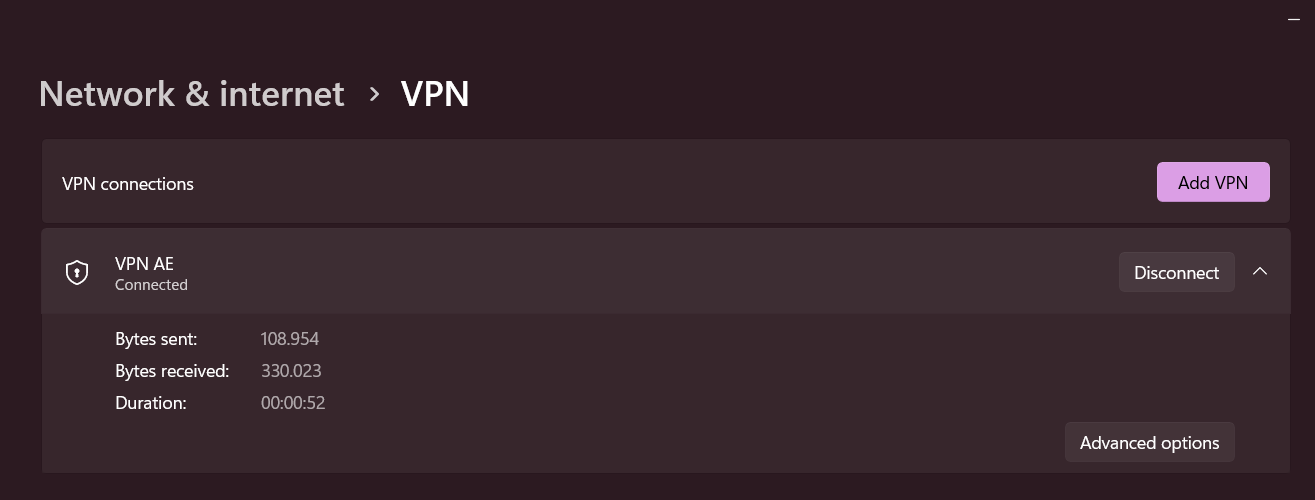 Network & internet > VPN
VPN connections
Add VPN
VPN AE
Connected
Disconnect
Bytes sent: 108.954
Bytes received: 330.023
Duration: 00:00:52
Advanced options